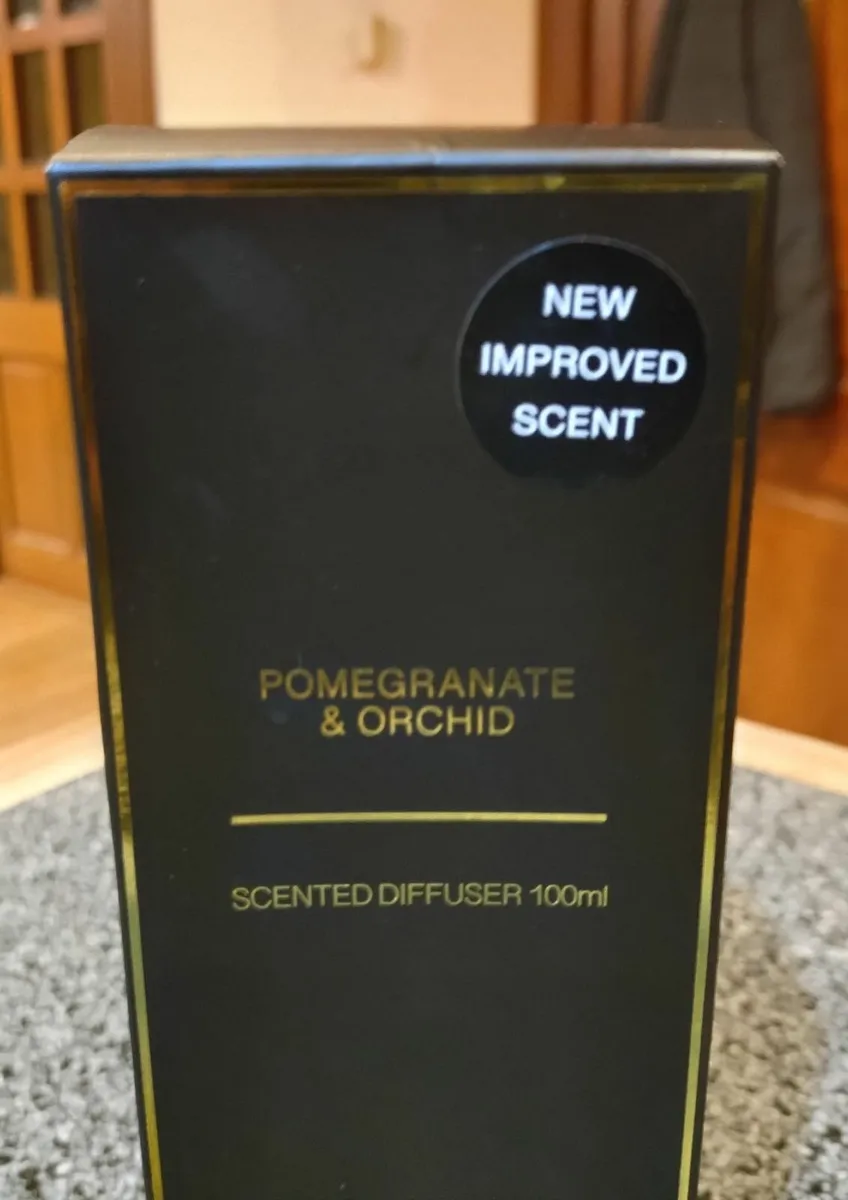 NEW
IMPROVED
SCENT
POMEGRANATE
& ORCHID
SCENTED DIFFUSER 100ml